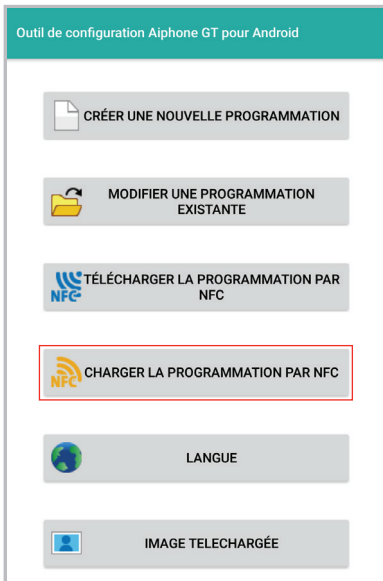 Outil de configuration Aiphone GT pour Android
CRÉER UNE NOUVELLE PROGRAMMATION
MODIFIER UNE PROGRAMMATION
EXISTANTE
NFC
TÉLÉCHARGER LA PROGRAMMATION PAR
NFC
NFC
CHARGER LA PROGRAMMATION PAR NFC
LANGUE
IMAGE TELECHARGÉE